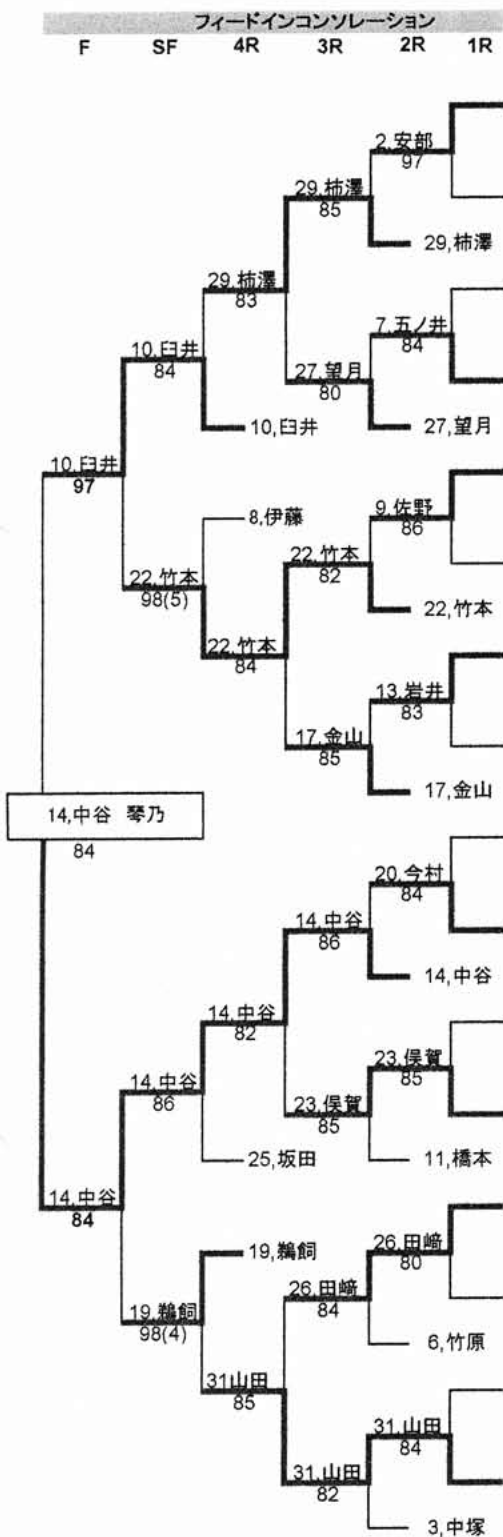 フィードインコンソレーション
F SF 4R 3R 2R 1R
2,安部
97
29,柿澤
85
29,柿澤
29,柿澤
83
7,五ノ井
84
10,臼井
84
27,望月
80
10,臼井
27,望月
10,臼井
97
8,伊藤
9,佐野
86
22,竹本
82
22,竹本
98(5)
22,竹本
22,竹本
84
13,岩井
83
17,金山
85
17,金山
14,中谷 琴乃
84
20,今村
84
14,中谷
86
14,中谷
14,中谷
82
23,俣賀
85
14,中谷
86
23,俣賀
85
25,坂田
11,橋本
14,中谷
84
19,鵜飼
26,田﨑
80
26,田﨑
84
19,鵜飼
98(4)
6,竹原
31山田
85
31,山田
84
31,山田
82
3,中塚